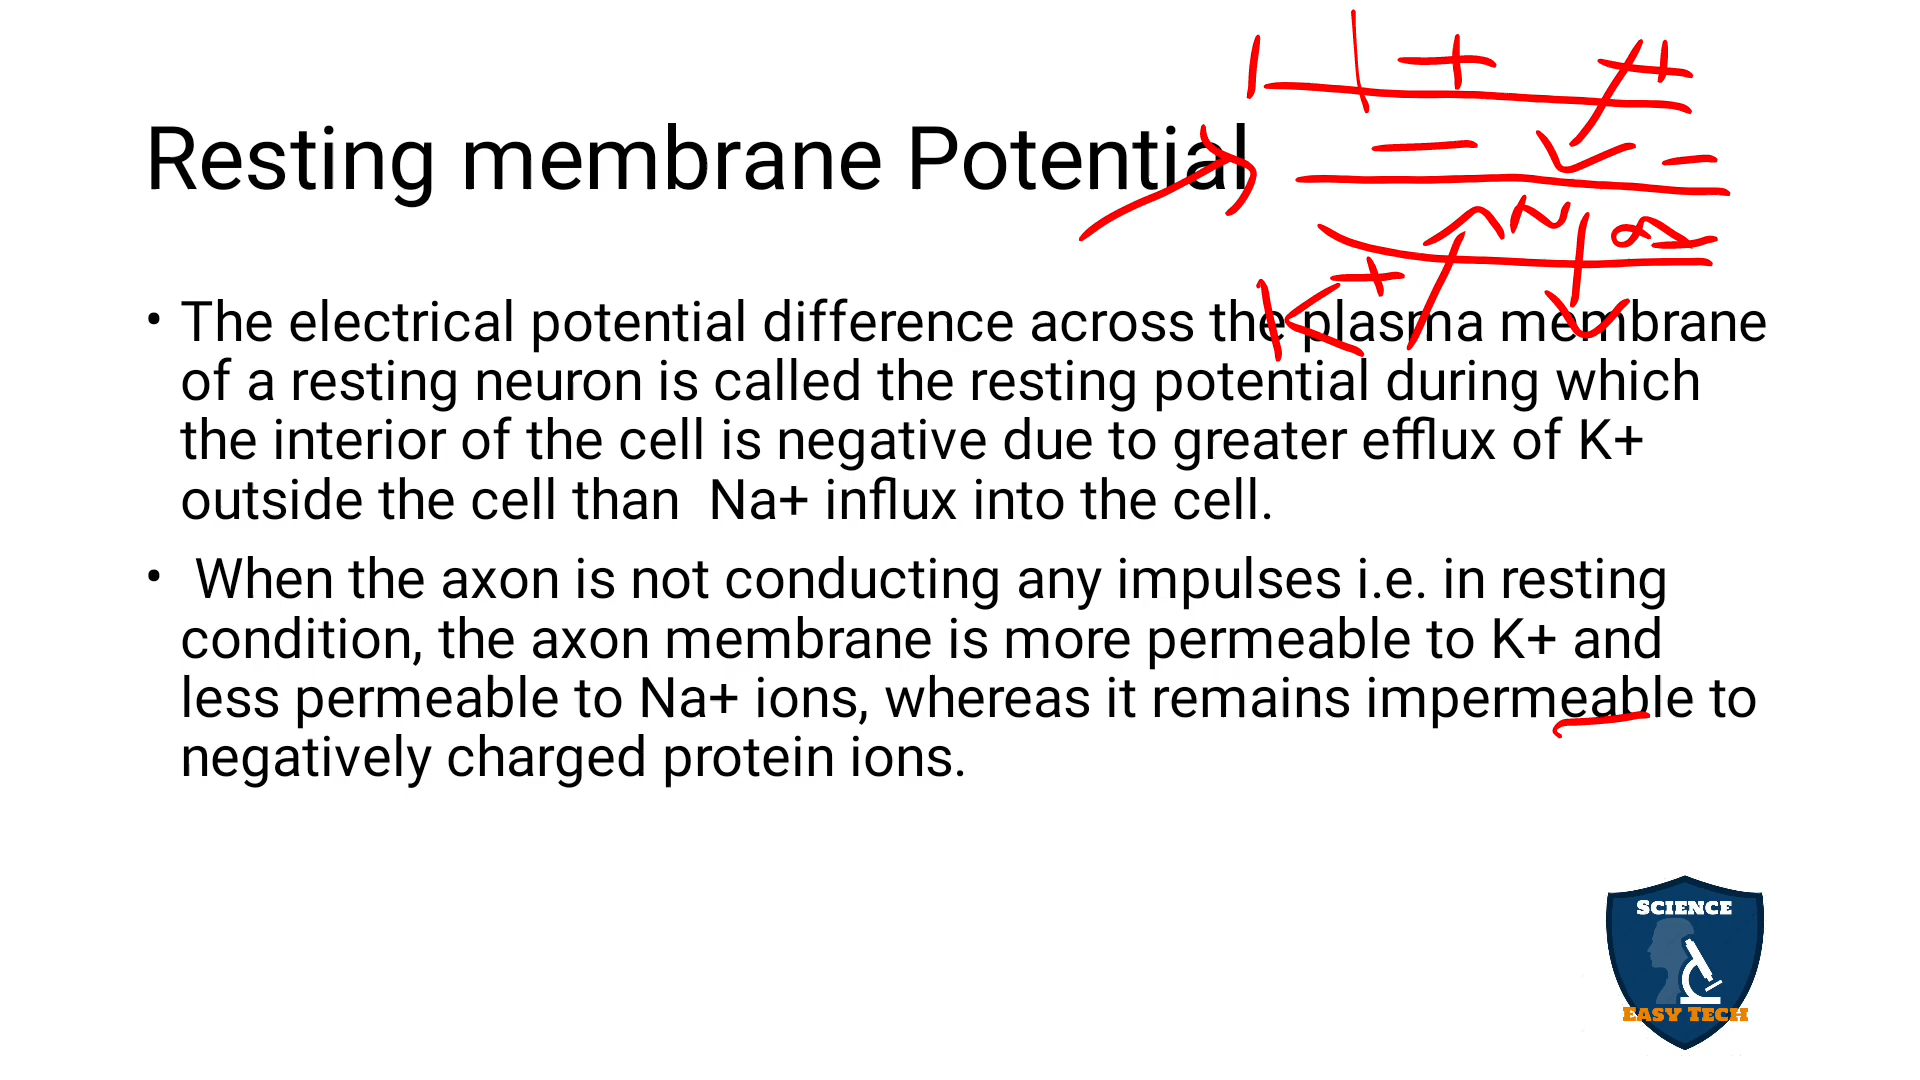 Resting membrane Potential
K+
N a
• The electrical potential difference across the plasma membrane
of a resting neuron is called the resting potential during which
the interior of the cell is negative due to greater efflux of K+
outside the cell than  Na+ influx into the cell.
• When the axon is not conducting any impulses i.e. in resting
condition, the axon membrane is more permeable to K+ and
less permeable to Na+ ions, whereas it remains impermeable to
negatively charged protein ions.
SCIENCE
EASY TECH